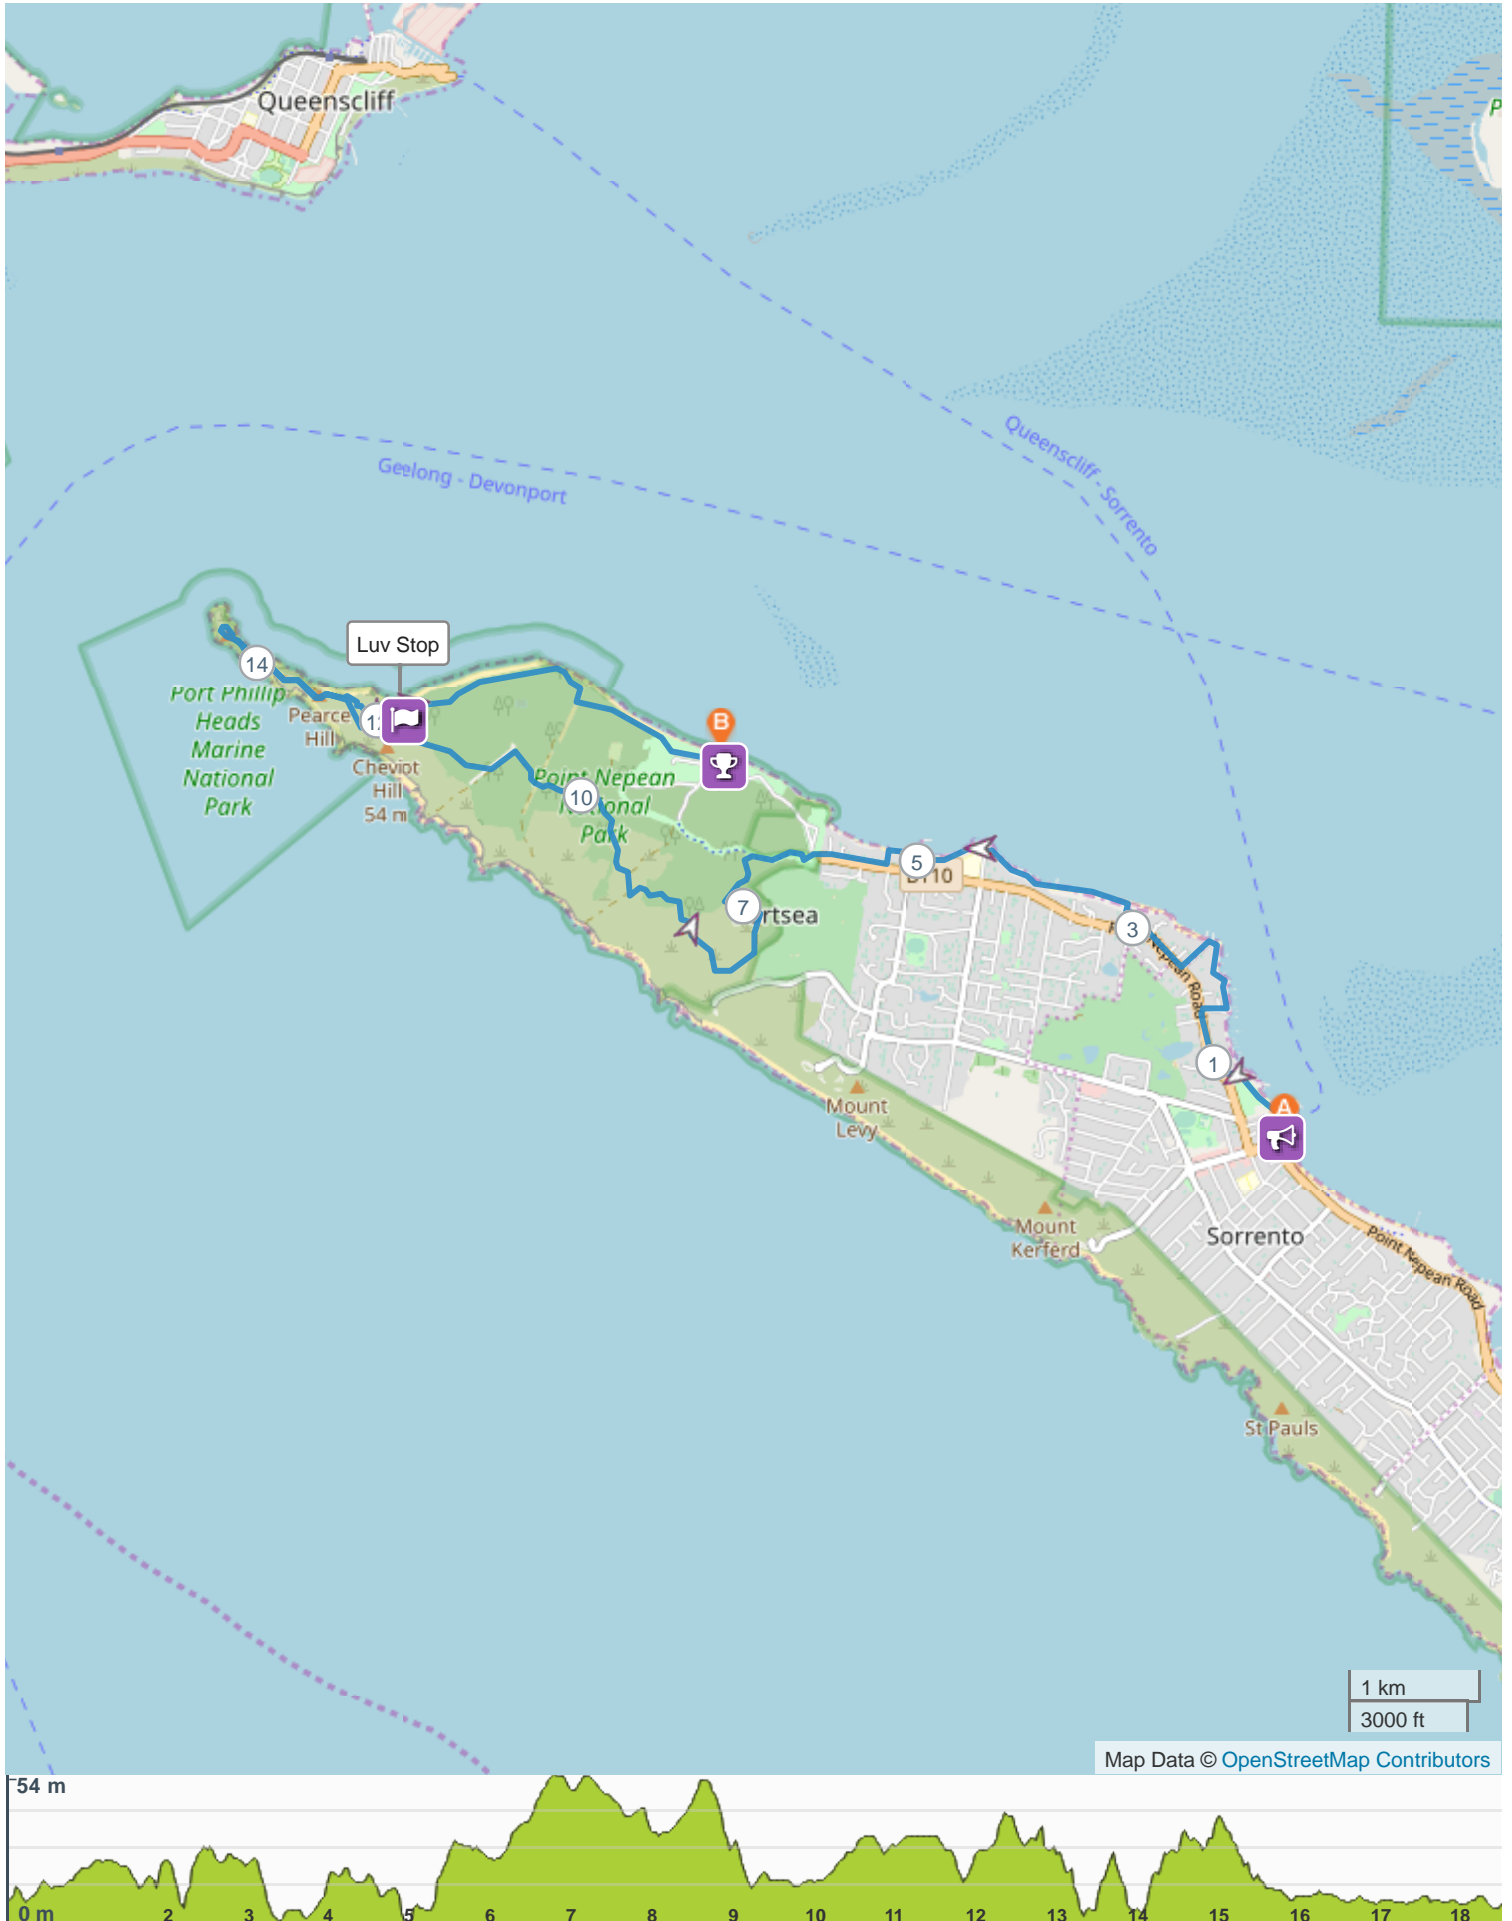 Queenscliff
P
Queenscliff - Sorrento
Geelong - Devonport
Luv Stop
14
Port Phillip
Heads
Marine
National
Park
Pearce
Hill
Cheviot
Hill
54 m
B
Point Nepean
National
Park
10
5
B110
7
rtsea
3
Nepean Road
1
A
Mount
Levy
Mount
Kerferd
Sorrento
Point Nepean Road
St Pauls
1 km
3000 ft
Map Data © OpenStreetMap Contributors
54 m
0 m 2 3 4 5 6 7 8 9 10 11 12 13 14 15 16 17 18